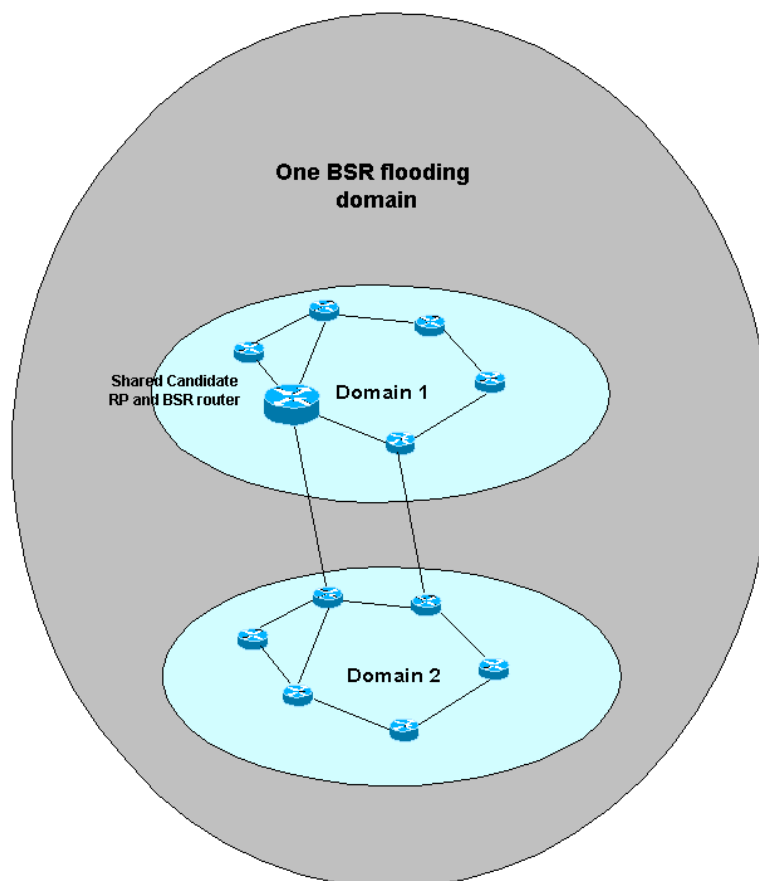 One BSR flooding
domain
Shared Candidate
RP and BSR router
Domain 1
Domain 2